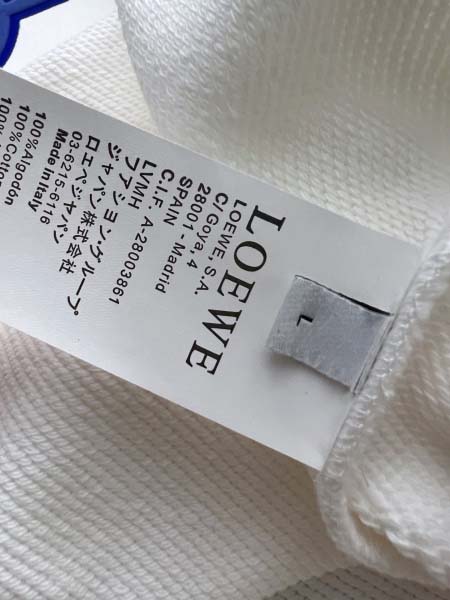 L
LOEWE
LOEWE, S.A.
C/ Goya, 4
28001 - Madrid
SPAIN
C.I.F. A-28003861
LVMH
ファション・グループ
ジャパン株式会社
ロエベジャパン
03-6215-6116
Made in Italy
100%Algodón
100%Cotton